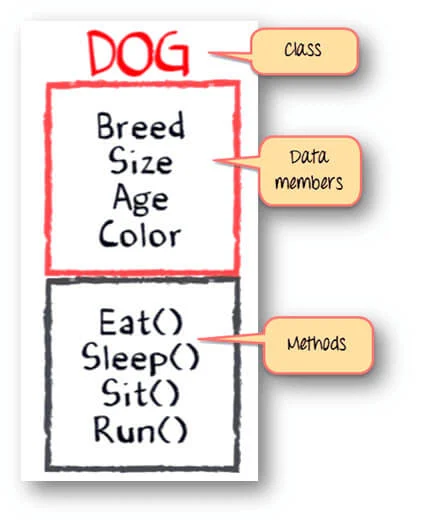 DOG
Class
Breed
Size
Age
Color
Data
members
Eat()
Sleep()
Sit()
Run()
Methods